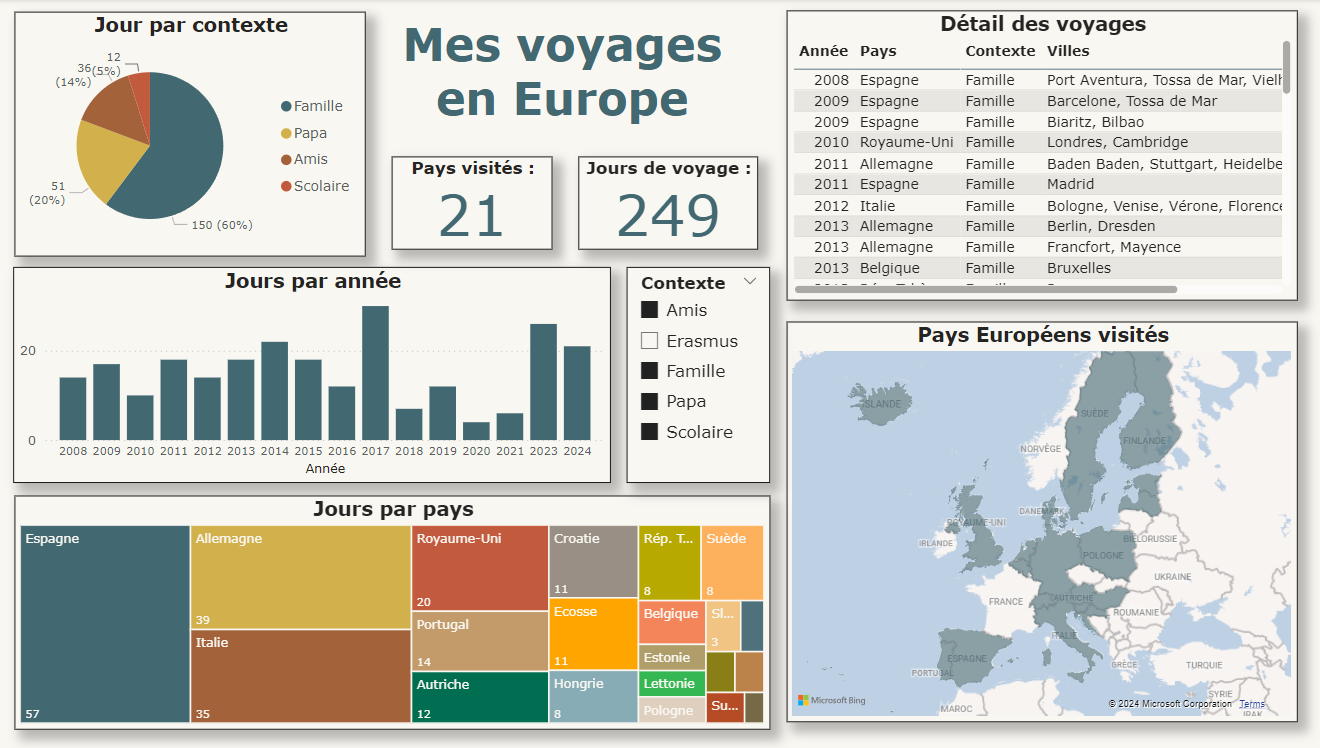 Jour par contexte
12
(5%)
36
(14%)
51
(20%)
150 (60%)
Famille
Papa
Amis
Scolaire
Mes voyages
en Europe
Pays visités :
21
Jours de voyage :
249
Détail des voyages
Année Pays Contexte Villes
2008 Espagne Famille Port Aventura, Tossa de Mar, Vielh
2009 Espagne Famille Barcelone, Tossa de Mar
2009 Espagne Famille Biaritz, Bilbao
2010 Royaume-Uni Famille Londres, Cambridge
2011 Allemagne Famille Baden Baden, Stuttgart, Heidelbe
2011 Espagne Famille Madrid
2012 Italie Famille Bologne, Venise, Vérone, Florence
2013 Allemagne Famille Berlin, Dresden
2013 Allemagne Famille Francfort, Mayence
2013 Belgique Famille Bruxelles
Jours par année
20
0
2008 2009 2010 2011 2012 2013 2014 2015 2016 2017 2018 2019 2020 2021 2023 2024
Année
Contexte
Amis
Erasmus
Famille
Papa
Scolaire
Jours par pays
Espagne
57
Allemagne
39
Italie
35
Royaume-Uni
20
Portugal
14
Autriche
12
Croatie
11
Ecosse
11
Hongrie
8
Rép. T...
8
Suède
8
Belgique
Estonie
Lettonie
Pologne
Sl...
3
Su...
Pays Européens visités
ISLANDE
SUÈDE
FINLANDE
NORVÈGE
DANEMARK
ROYAUME-UNI
IRLANDE
BIÉLORUSSIE
POLOGNE
UKRAINE
FRANCE
AUTRICHE
ROUMANIE
ITALIE
ESPAGNE
PORTUGAL
GRÈCE
TURQUIE
SYRIE
IRAK
MAROC
Microsoft Bing
© 2024 Microsoft Corporation Terms